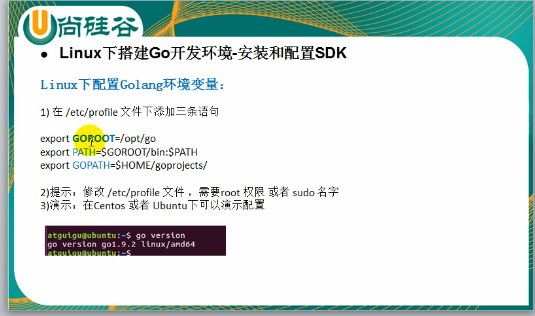 尚硅谷
● Linux下搭建Go开发环境-安装和配置SDK
Linux下配置Golang环境变量：
1) 在 /etc/profile 文件下添加三条语句
export GOROOT=/opt/go
export PATH=$GOROOT/bin:$PATH
export GOPATH=$HOME/goprojects/
2)提示：修改 /etc/profile 文件 ，需要root 权限 或者 sudo 名字
3)演示：在Centos 或者 Ubuntu下可以演示配置
atguigu@ubuntu:~$ go version
go version go1.9.2 linux/amd64
atguigu@ubuntu:~$